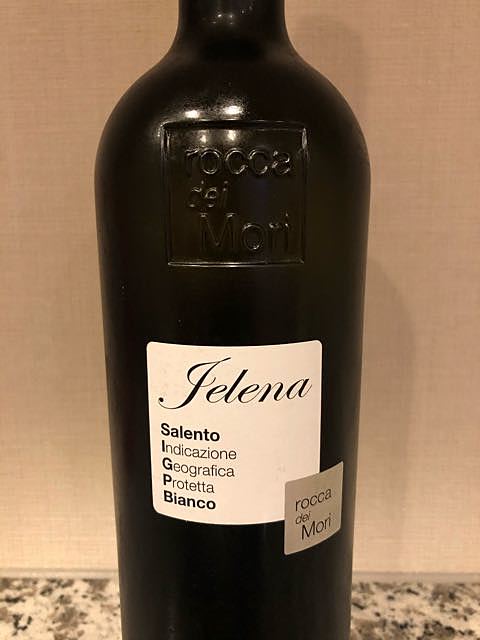 rocca
dei
Mori
Jelena
Salento
Indicazione
Geografica
Protetta
Bianco
rocca
dei
Mori